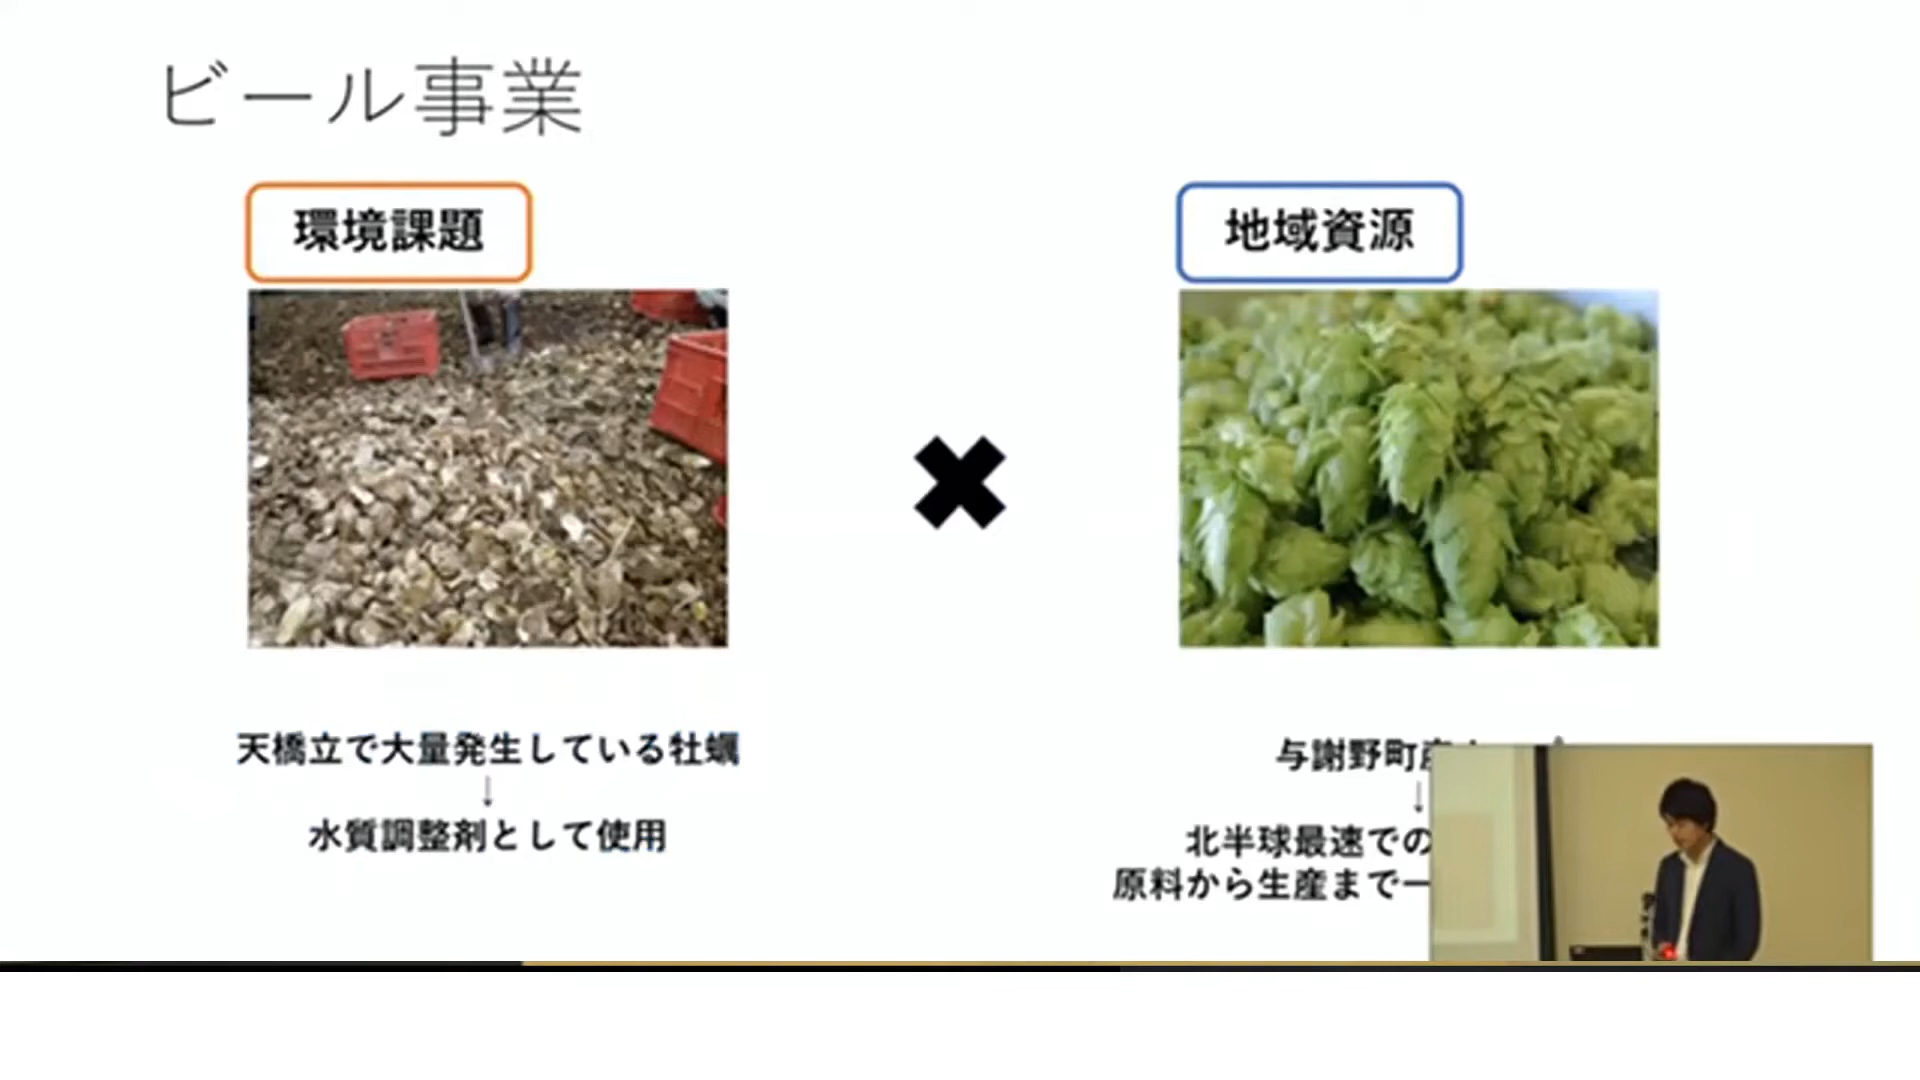 ビール事業
環境課題
地域資源
天橋立で大量発生している牡蠣
↓
水質調整剤として使用
与謝野町
↓
北半球最速での
原料から生産まで一